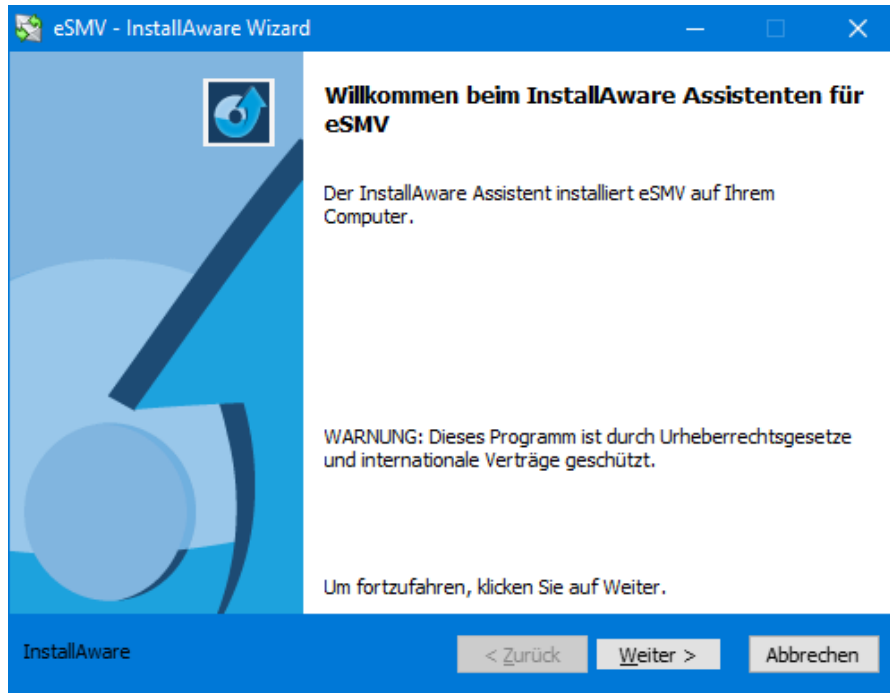 eSMV - InstallAware Wizard
Willkommen beim InstallAware Assistenten für
eSMV
Der InstallAware Assistent installiert eSMV auf Ihrem
Computer.
WARNUNG: Dieses Programm ist durch Urheberrechtsgesetze
und internationale Verträge geschützt.
Um fortzufahren, klicken Sie auf Weiter.
InstallAware
< Zurück
Weiter >
Abbrechen